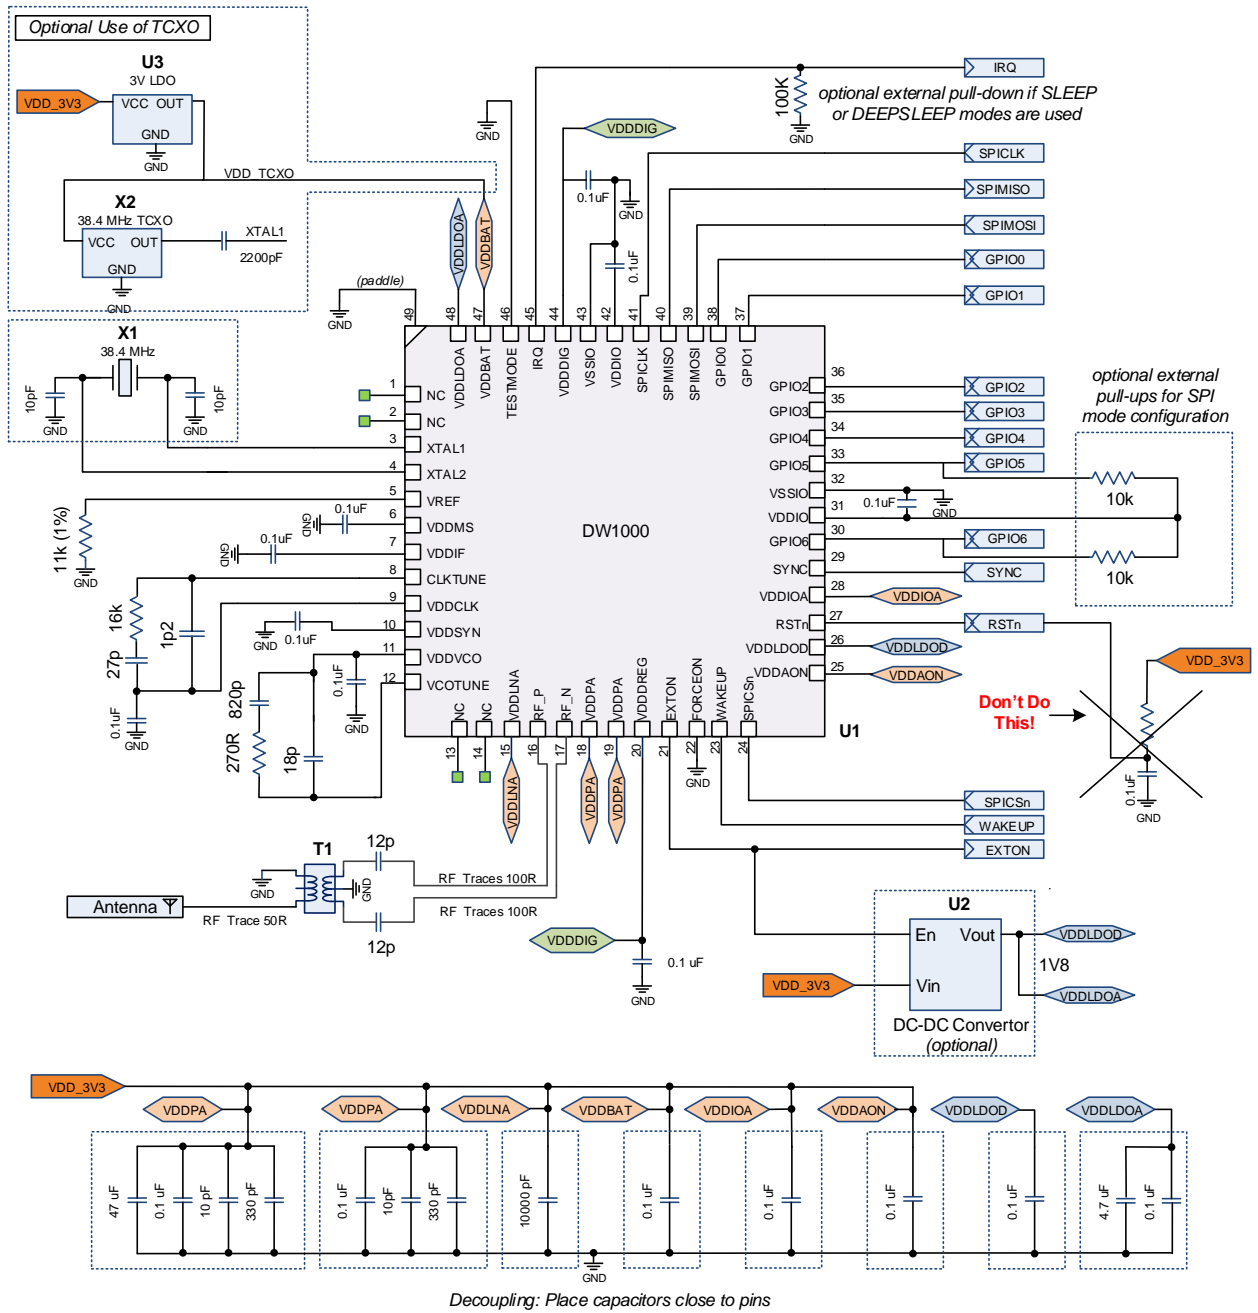 Optional Use of TCXO
U3
3V LDO
VDD_3V3
VCC OUT
GND
GND
VDD_TCXO
X2
38.4 MHz TCXO
VCC OUT
GND
GND
XTAL1
2200pF
X1
38.4 MHz
10pF
10pF
GND
GND
(paddle)
GND
49
VDDLDOA
VDDBAT
GND
VDDDIG
0.1uF
GND
0.1uF
100K
GND
IRQ
optional external pull-down if SLEEP
or DEEPSLEEP modes are used
SPICLK
SPIMISO
SPIMOSI
GPIO0
GPIO1
48
47
46
45
44
43
42
41
40
39
38
37
VDDLDOA
VDDBAT
TESTMODE
IRQ
VDDDIG
VSSIO
VDDIO
SPICLK
SPIMISO
SPIMOSI
GPIO0
GPIO1
1
NC
2
NC
3
XTAL1
4
XTAL2
5
VREF
6
VDDMS
7
VDDIF
8
CLKTUNE
9
VDDCLK
10
VDDSYN
11
VDDVCO
12
VCOTUNE
DW1000
U1
36
GPIO2
35
GPIO3
34
GPIO4
33
GPIO5
32
VSSIO
31
VDDIO
30
GPIO6
29
SYNC
28
VDDIOA
27
RSTn
26
VDDLDOD
25
VDDAON
GPIO2
GPIO3
GPIO4
GPIO5
0.1uF
GND
GPIO6
SYNC
VDDIOA
RSTn
VDDLDOD
VDDAON
optional external
pull-ups for SPI
mode configuration
10k
10k
VDD_3V3
Don't Do
This!
0.1uF
GND
11k (1%)
GND
0.1uF
GND
0.1uF
GND
16k
27p
1p2
0.1uF
GND
GND
0.1uF
820p
270R
18p
0.1uF
GND
NC
NC
VDDLNA
RF_P
RF_N
VDDPA
VDDPA
VDDDREG
EXTON
FORCEON
WAKEUP
SPICSn
13
14
15
16
17
18
19
20
21
22
23
24
VDDLNA
VDDPA
VDDPA
GND
SPICSn
WAKEUP
EXTON
T1
12p
12p
GND
GND
RF Traces 100R
RF Traces 100R
Antenna
RF Trace 50R
VDDDIG
0.1 uF
GND
U2
En Vout
Vin
VDD_3V3
VDDLDOD
1V8
VDDLDOA
DC-DC Convertor
(optional)
VDD_3V3
VDDPA
VDDPA
VDDLNA
VDDBAT
VDDIOA
VDDAON
VDDLDOD
VDDLDOA
47 uF
0.1 uF
10 pF
330 pF
0.1 uF
10pF
330 pF
10000 pF
0.1 uF
0.1 uF
0.1 uF
0.1 uF
4.7 uF
0.1 uF
GND
Decoupling: Place capacitors close to pins